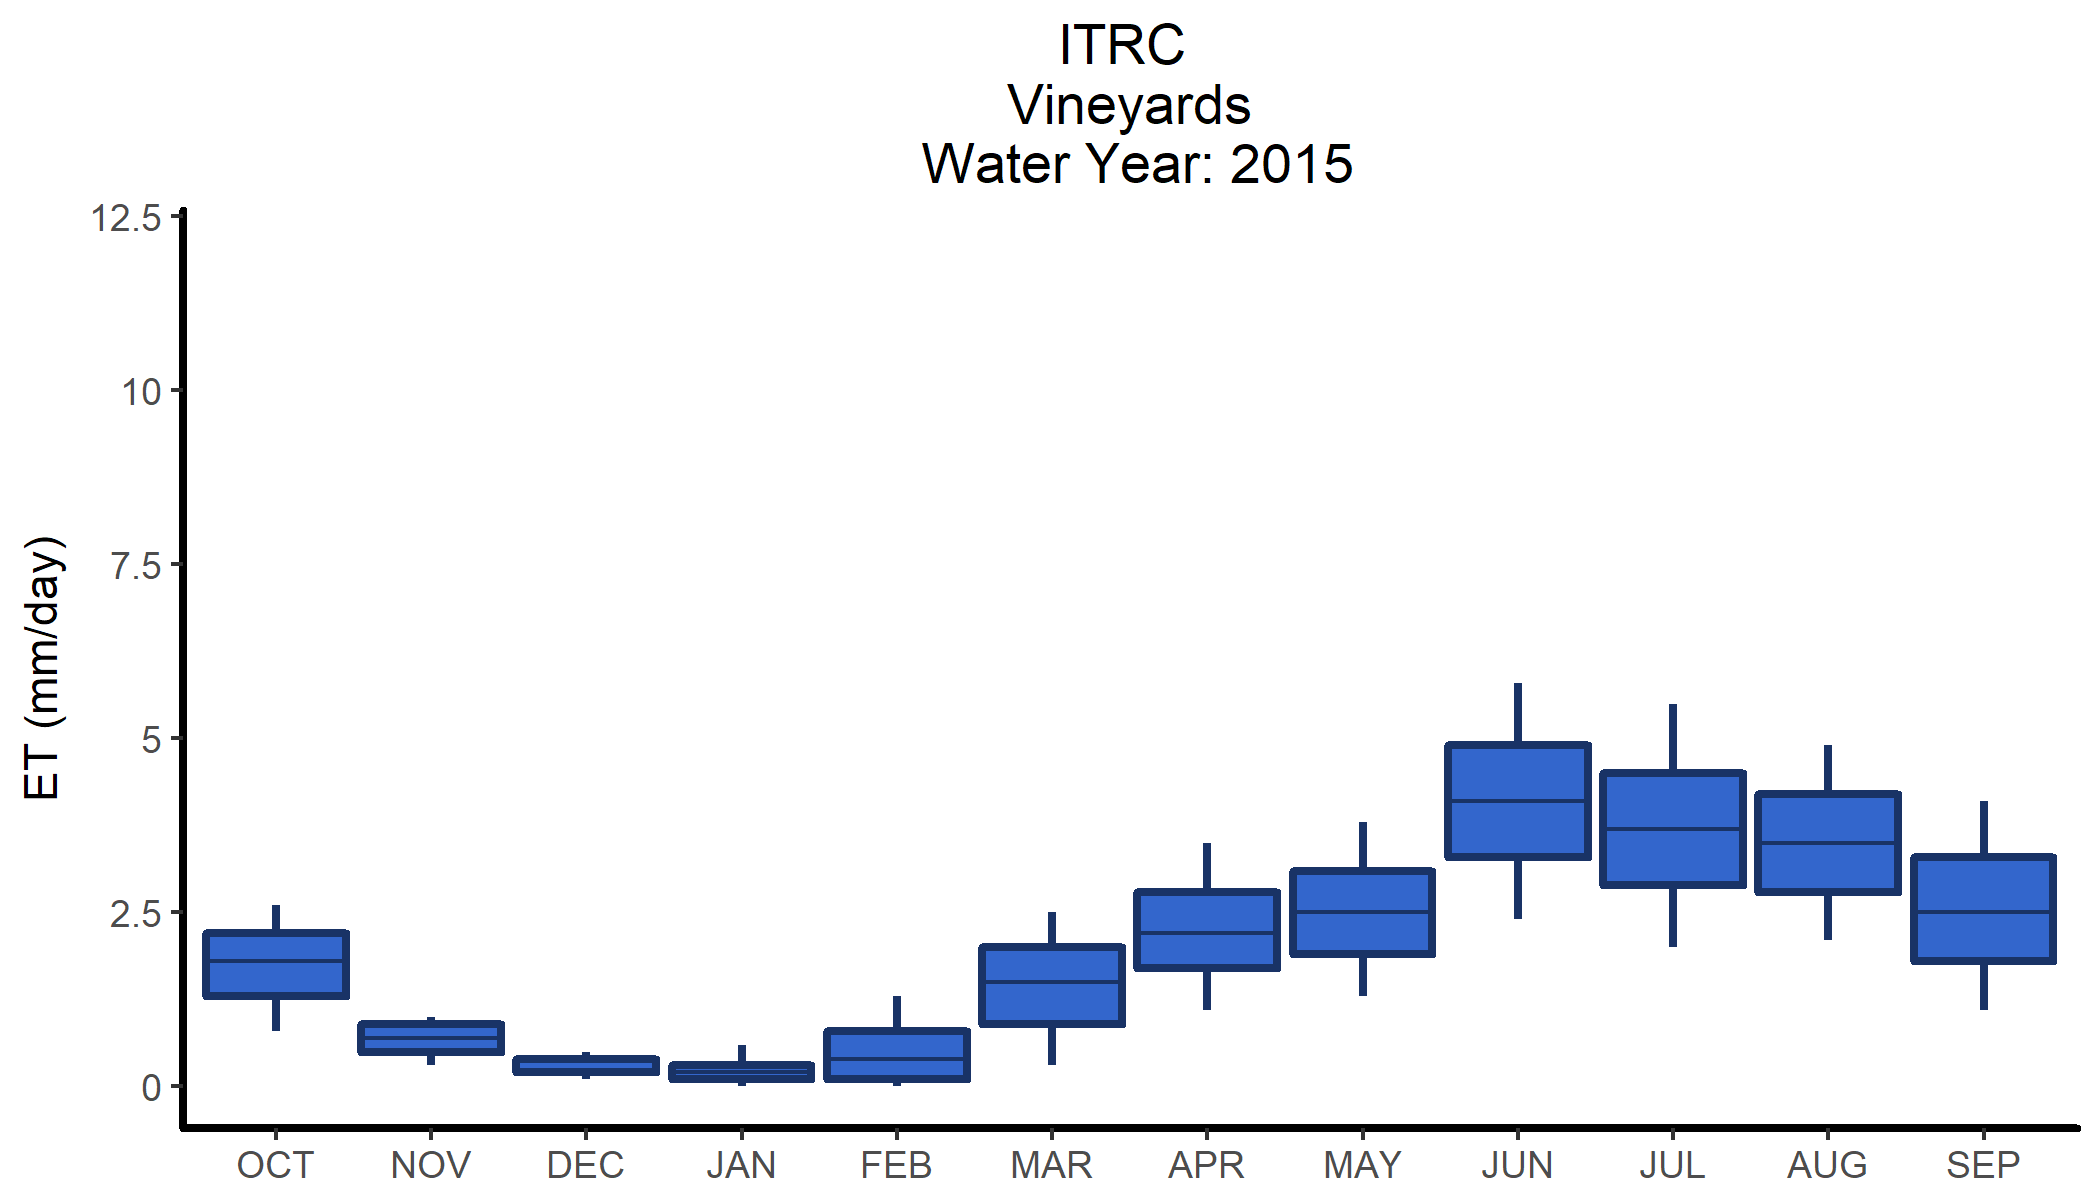 ITRC
Vineyards
Water Year: 2015
ET (mm/day)
12.5
10
7.5
5
2.5
0
OCT NOV DEC JAN FEB MAR APR MAY JUN JUL AUG SEP